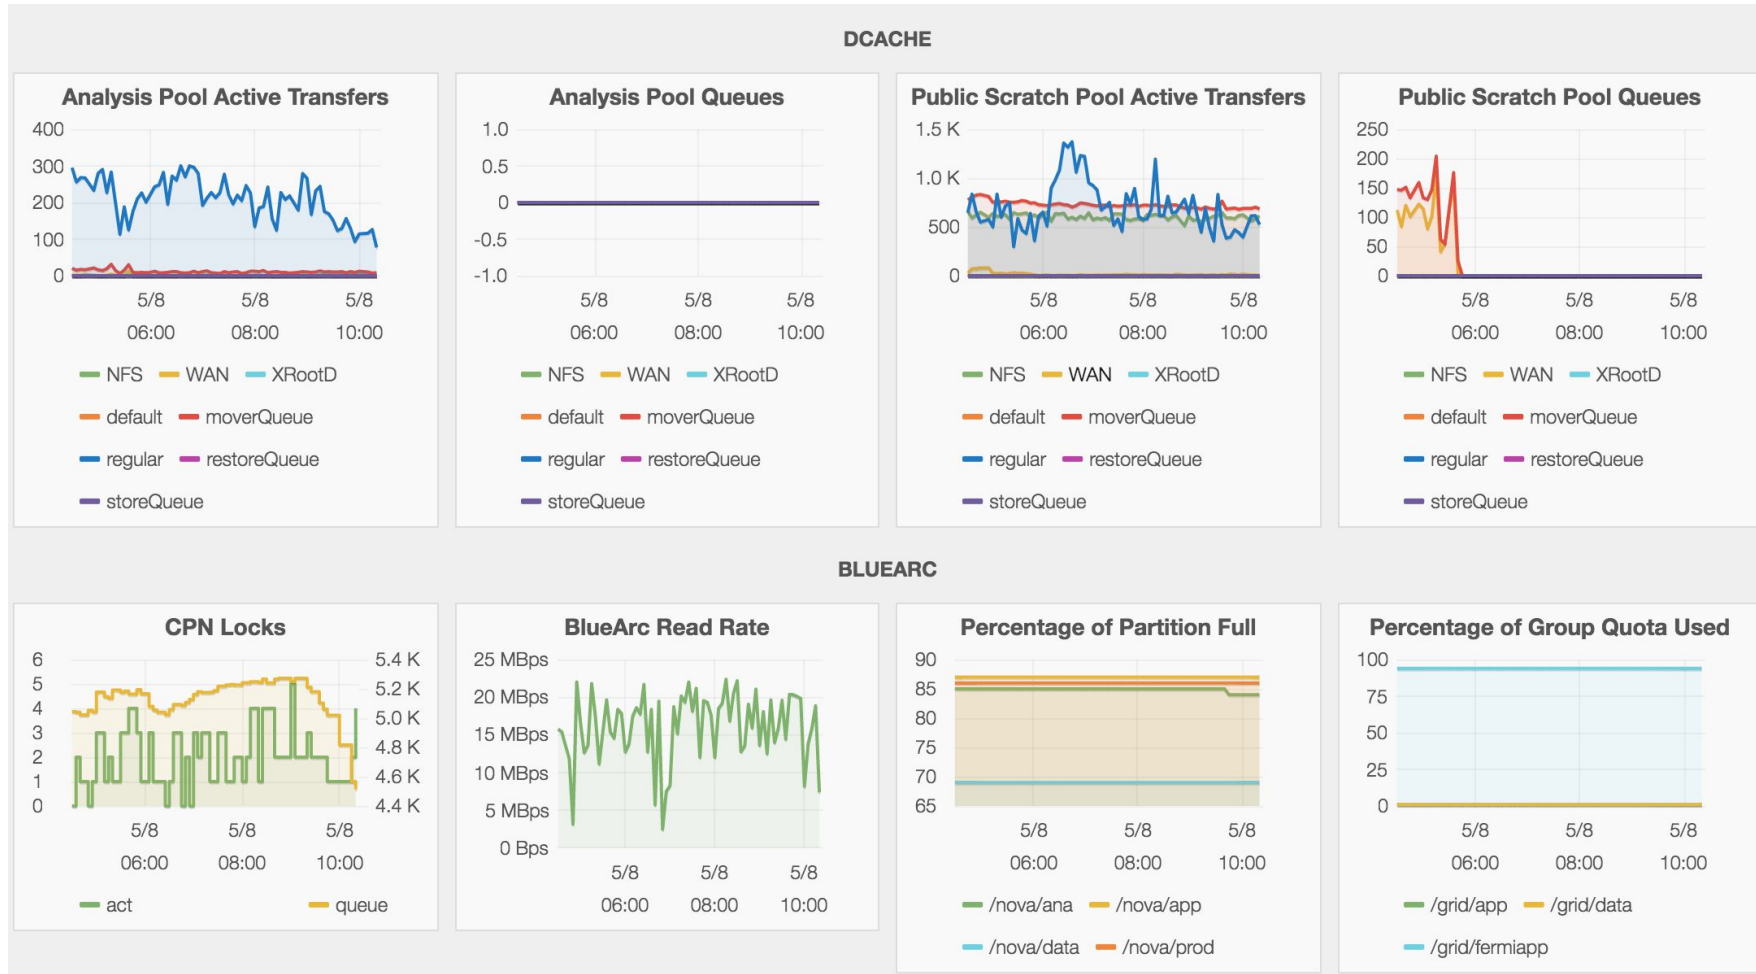 DCACHE
Analysis Pool Active Transfers
400
300
200
100
0
5/8 5/8 5/8
06:00 08:00 10:00
NFS WAN XRootD
default moverQueue
regular restoreQueue
storeQueue
Analysis Pool Queues
1.0
0.5
0
-0.5
-1.0
5/8 5/8 5/8
06:00 08:00 10:00
NFS WAN XRootD
default moverQueue
regular restoreQueue
storeQueue
Public Scratch Pool Active Transfers
1.5 K
1.0 K
500
0
5/8 5/8 5/8
06:00 08:00 10:00
NFS WAN XRootD
default moverQueue
regular restoreQueue
storeQueue
Public Scratch Pool Queues
250
200
150
100
50
0
5/8 5/8 5/8
06:00 08:00 10:00
NFS WAN XRootD
default moverQueue
regular restoreQueue
storeQueue
BLUEARC
CPN Locks
6 5.4 K
5 5.2 K
4 5.0 K
3 4.8 K
2 4.6 K
1 4.4 K
0
5/8 5/8 5/8
06:00 08:00 10:00
act queue
BlueArc Read Rate
25 MBps
20 MBps
15 MBps
10 MBps
5 MBps
0 Bps
5/8 5/8 5/8
06:00 08:00 10:00
Percentage of Partition Full
90
85
80
75
70
65
5/8 5/8 5/8
06:00 08:00 10:00
/nova/ana /nova/app
/nova/data /nova/prod
Percentage of Group Quota Used
100
75
50
25
0
5/8 5/8 5/8
06:00 08:00 10:00
/grid/app /grid/data
/grid/fermiapp